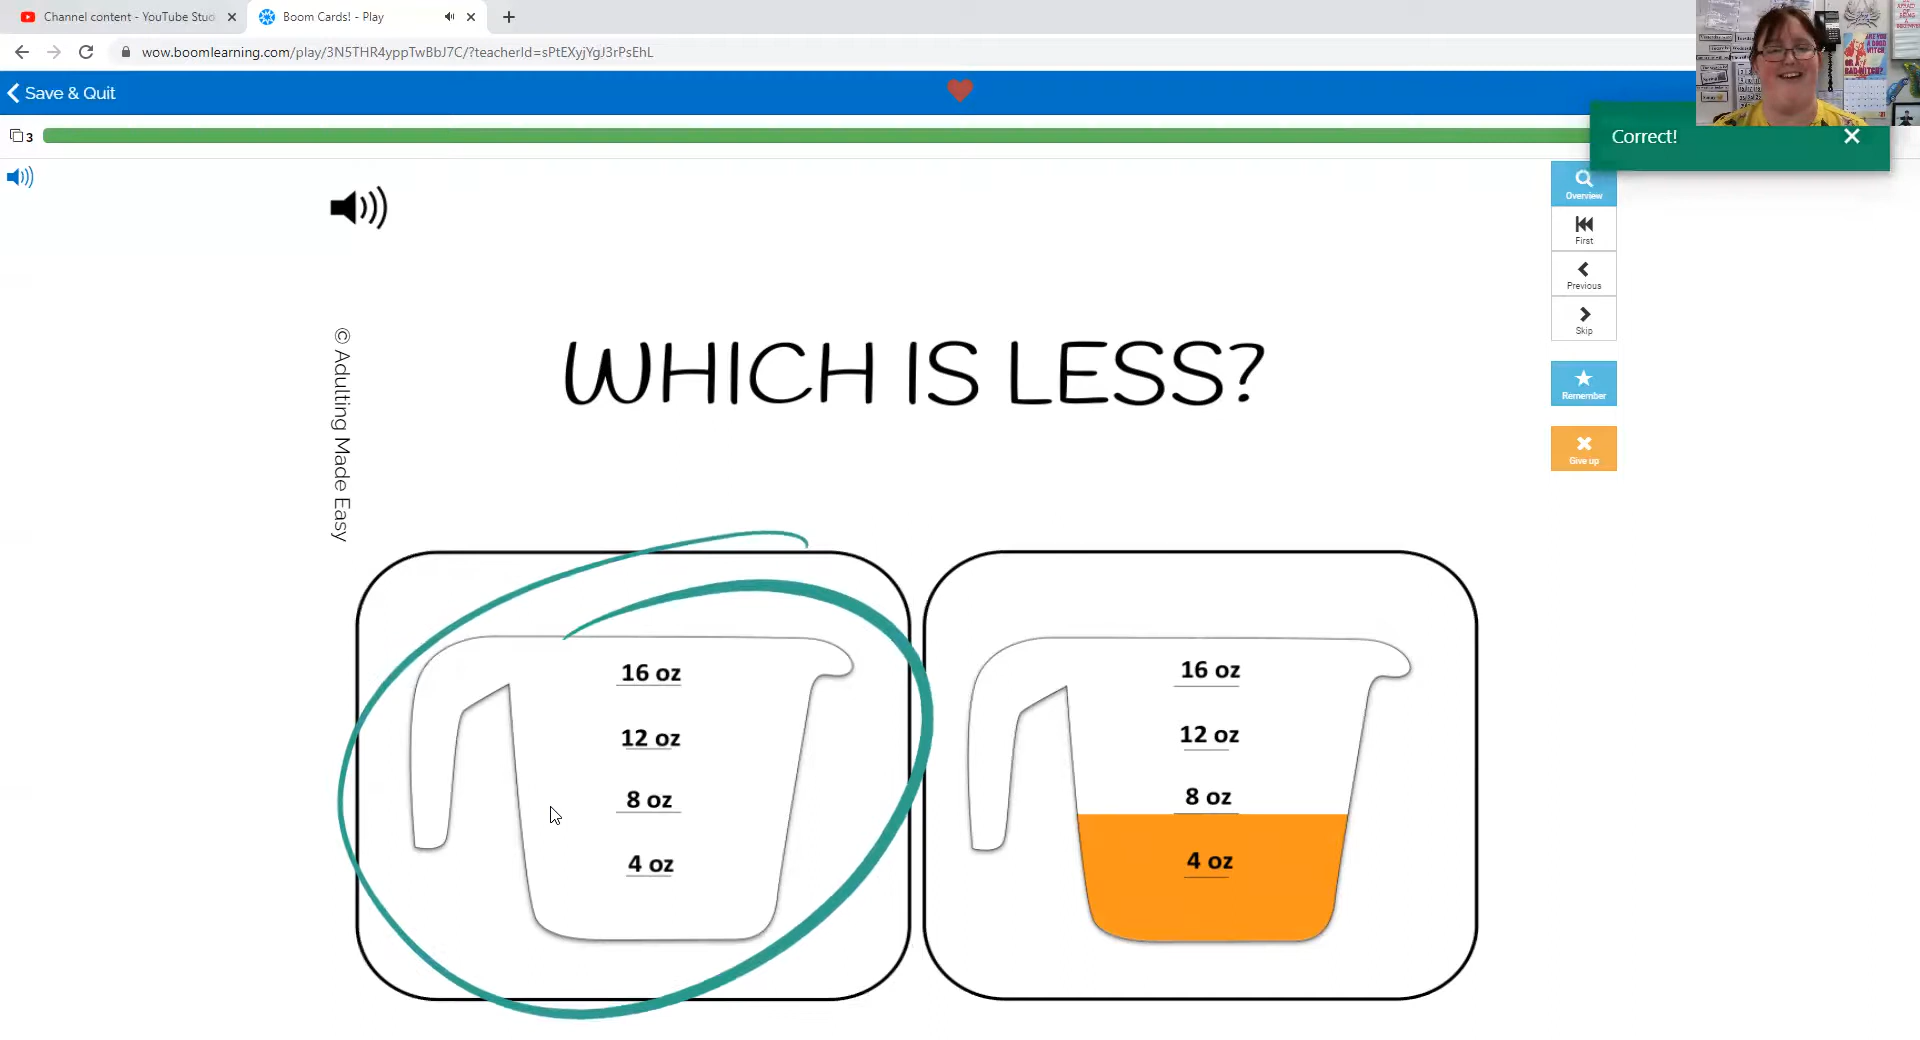 Channel content - YouTube Stu
Boom Cards! - Play
wow.boomlearning.com/play/3N5THR4yppTwBbJ7C/?teacherId=sPtEXyjYgJ3rPsEhL
Save & Quit
3
Correct!
Overview
First
Previous
Skip
Remember
Give up
© Adulting Made Easy
WHICH IS LESS?
16 oz
12 oz
8 oz
4 oz
16 oz
12 oz
8 oz
4 oz